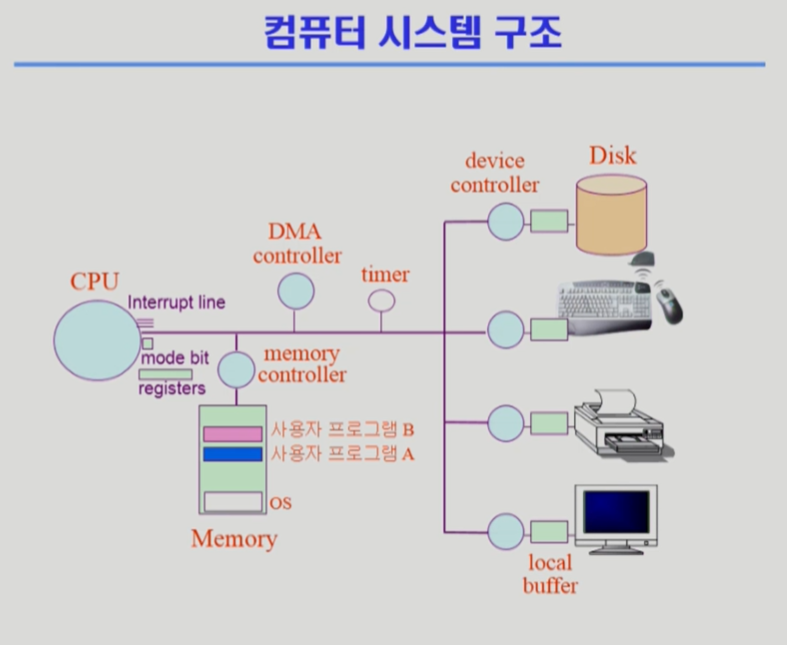 컴퓨터 시스템 구조
device
controller
Disk
DMA
controller
timer
CPU
Interrupt line
mode bit
registers
memory
controller
사용자 프로그램 B
사용자 프로그램 A
OS
Memory
local
buffer